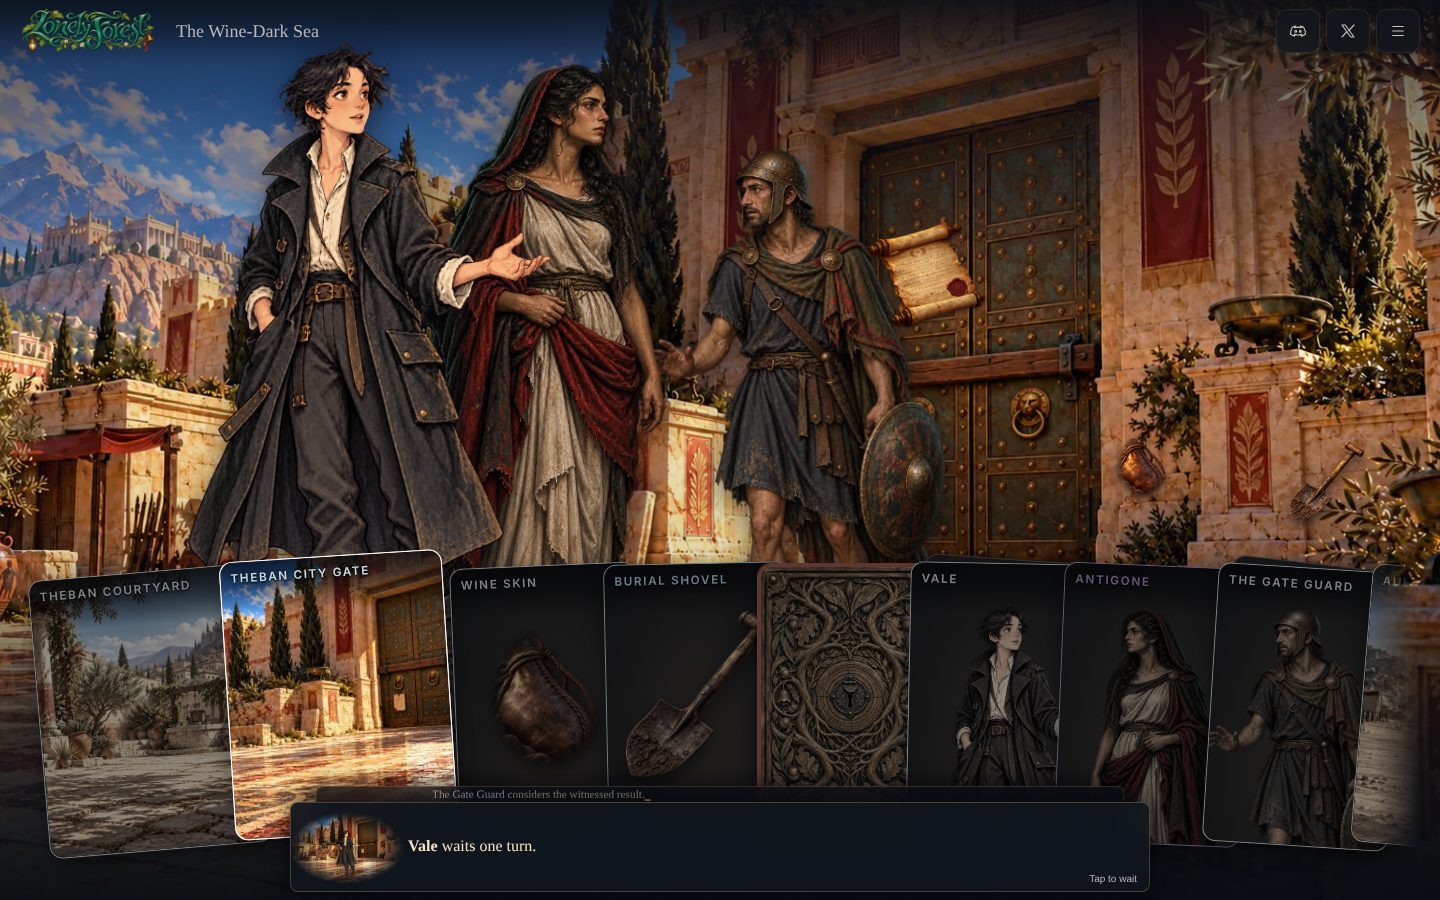 Lonely Forest
The Wine-Dark Sea
THEBAN COURTYARD
THEBAN CITY GATE
WINE SKIN
BURIAL SHOVEL
VALE
ANTIGONE
THE GATE GUARD
The Gate Guard considers the witnessed result._
Vale waits one turn.
Tap to wait